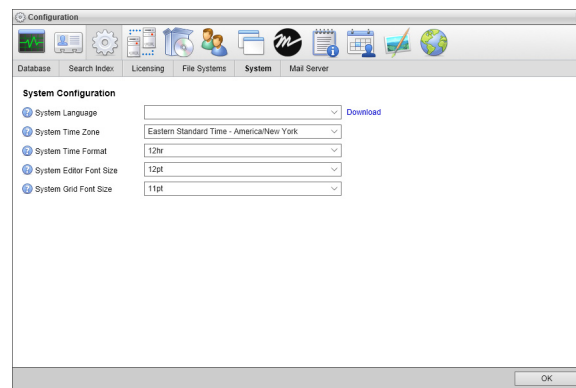 Configuration
Database Search Index Licensing File Systems System Mail Server
System Configuration
System Language Download
System Time Zone Eastern Standard Time - America/New York
System Time Format 12hr
System Editor Font Size 12pt
System Grid Font Size 11pt
OK